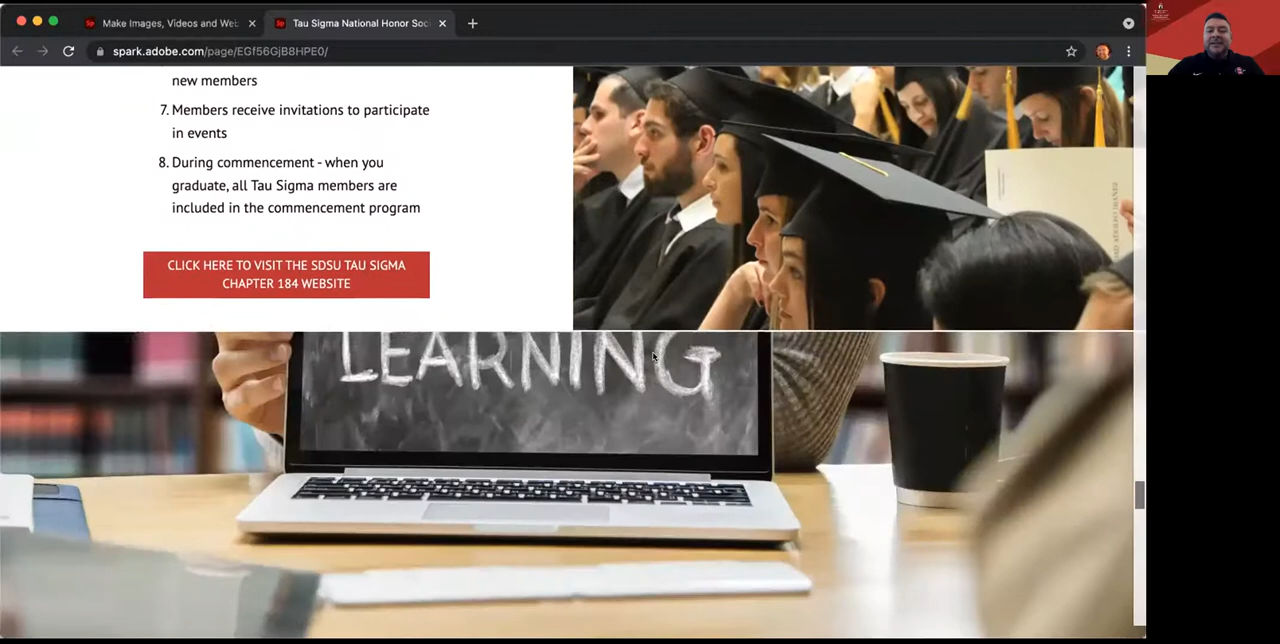 Make Images, Videos and Web
Tau Sigma National Honor Soci
spark.adobe.com/page/EGf56GjB8HPE0/
new members
7. Members receive invitations to participate
in events
8. During commencement - when you
graduate, all Tau Sigma members are
included in the commencement program
CLICK HERE TO VISIT THE SDSU TAU SIGMA
CHAPTER 184 WEBSITE
LEARNING